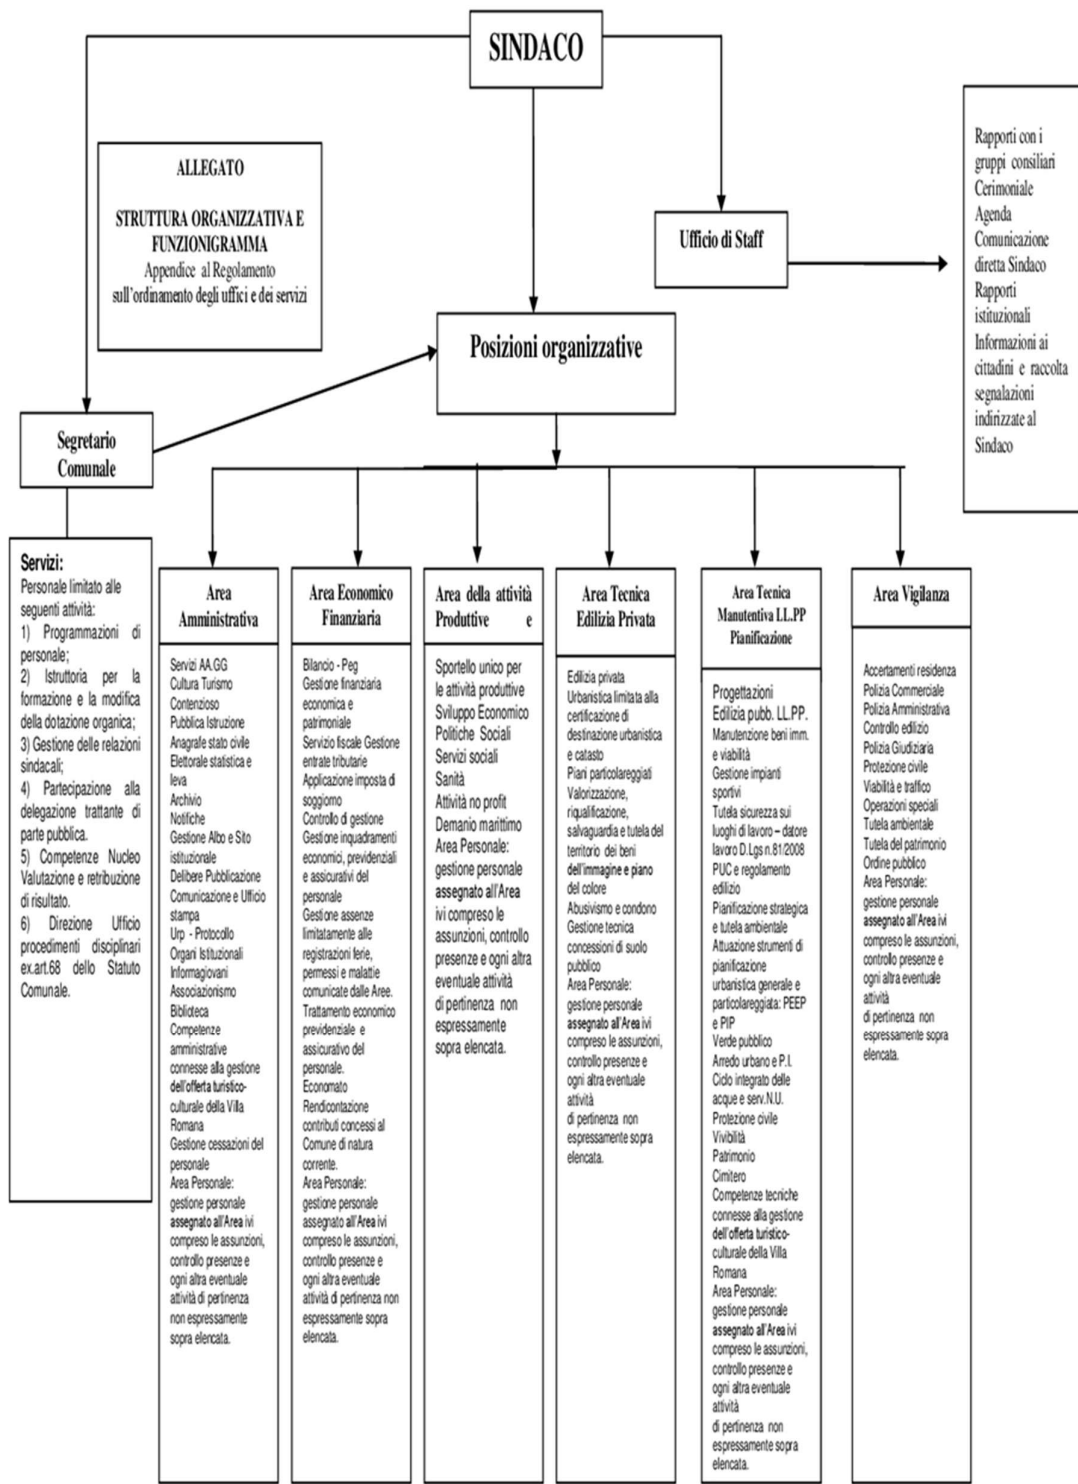 SINDACO
ALLEGATO
STRUTTURA ORGANIZZATIVA E
FUNZIONIGRAMMA
Appendice al Regolamento
sull'ordinamento degli uffici e dei servizi
Ufficio di Staff
Rapporti con i
gruppi consiliari
Cerimoniale
Agenda
Comunicazione
diretta Sindaco
Rapporti
istituzionali
Informazioni ai
cittadini e raccolta
segnalazioni
indirizzate al
Sindaco
Posizioni organizzative
Segretario
Comunale
Servizi:
Personale limitato alle
seguenti attività:
1) Programmazioni di
personale;
2) Istruttoria per la
formazione e la modifica
della dotazione organica;
3) Gestione delle relazioni
sindacali;
4) Partecipazione alla
delegazione trattante di
parte pubblica.
5) Competenze Nucleo
Valutazione e retribuzione
di risultato.
6) Direzione Ufficio
procedimenti disciplinari
ex.art.68 dello Statuto
Comunale.
Area
Amministrativa
Servizi AA.GG
Cultura Turismo
Contenzioso
Pubblica Istruzione
Anagrafe stato civile
Elettorale statistica e
leva
Archivio
Notifiche
Gestione Albo e Sito
istituzionale
Delibere Pubblicazione
Comunicazione e Ufficio
stampa
Urp - Protocollo
Organi Istituzionali
Informagiovani
Associazionismo
Biblioteca
Competenze
amministrative
connesse alla gestione
dell'offerta turistico-
culturale della Villa
Romana
Gestione cessazioni del
personale
Area Personale:
gestione personale
assegnato all'Area ivi
compreso le assunzioni,
controllo presenze e
ogni altra eventuale
attività di pertinenza
non espressamente
sopra elencata.
Area Economico
Finanziaria
Bilancio - Peg
Gestione finanziaria
economica e
patrimoniale
Servizio fiscale Gestione
entrate tributarie
Applicazione imposta di
soggiorno
Controllo di gestione
Gestione inquadramenti
economici, previdenziali
e assicurativi del
personale
Gestione assenze
limitatamente alle
registrazioni ferie,
permessi e malattie
comunicate dalle Aree.
Trattamento economico
previdenziale e
assicurativo del
personale.
Economato
Rendicontazione
contributi concessi al
Comune di natura
corrente.
Area Personale:
gestione personale
assegnato all'Area ivi
compreso le assunzioni,
controllo presenze e
ogni altra eventuale
attività di pertinenza non
espressamente sopra
elencata.
Area della attività
Produttive e
Sportello unico per
le attività produttive
Sviluppo Economico
Politiche Sociali
Servizi sociali
Sanità
Attività no profit
Demanio marittimo
Area Personale:
gestione personale
assegnato all'Area
ivi compreso le
assunzioni, controllo
presenze e ogni altra
eventuale attività
di pertinenza non
espressamente
sopra elencata.
Area Tecnica
Edilizia Privata
Edilizia privata
Urbanistica limitata alla
certificazione di
destinazione urbanistica
e catasto
Piani particolareggiati
Valorizzazione,
riqualificazione,
salvaguardia e tutela del
territorio dei beni
dell'immagine e piano
del colore
Abusivismo e condono
Gestione tecnica
concessioni di suolo
pubblico
Area Personale:
gestione personale
assegnato all'Area ivi
compreso le assunzioni,
controllo presenze e
ogni altra eventuale
attività
di pertinenza non
espressamente sopra
elencata.
Area Tecnica
Manutentiva LL.PP
Pianificazione
Progettazioni
Edilizia pubb. LL.PP.
Manutenzione beni imm.
e viabilità
Gestione impianti
sportivi
Tutela sicurezza sui
luoghi di lavoro – datore
lavoro D.Lgs n.81/2008
PUC e regolamento
edilizio
Pianificazione strategica
e tutela ambientale
Attuazione strumenti di
pianificazione
urbanistica generale e
particolareggiata: PEEP
e PIP
Verde pubblico
Arredo urbano e P.I.
Ciclo integrato delle
acque e serv.N.U.
Protezione civile
Vivibilità
Patrimonio
Cimitero
Competenze tecniche
connesse alla gestione
dell'offerta turistico-
culturale della Villa
Romana
Area Personale:
gestione personale
assegnato all'Area ivi
compreso le assunzioni,
controllo presenze e
ogni altra eventuale
attività
di pertinenza non
espressamente sopra
elencata.
Area Vigilanza
Accertamenti residenza
Polizia Commerciale
Polizia Amministrativa
Controllo edilizio
Polizia Giudiziaria
Protezione civile
Viabilità e traffico
Operazioni speciali
Tutela ambientale
Tutela del patrimonio
Ordine pubblico
Area Personale:
gestione personale
assegnato all'Area ivi
compreso le assunzioni,
controllo presenze e
ogni altra eventuale
attività
di pertinenza non
espressamente sopra
elencata.